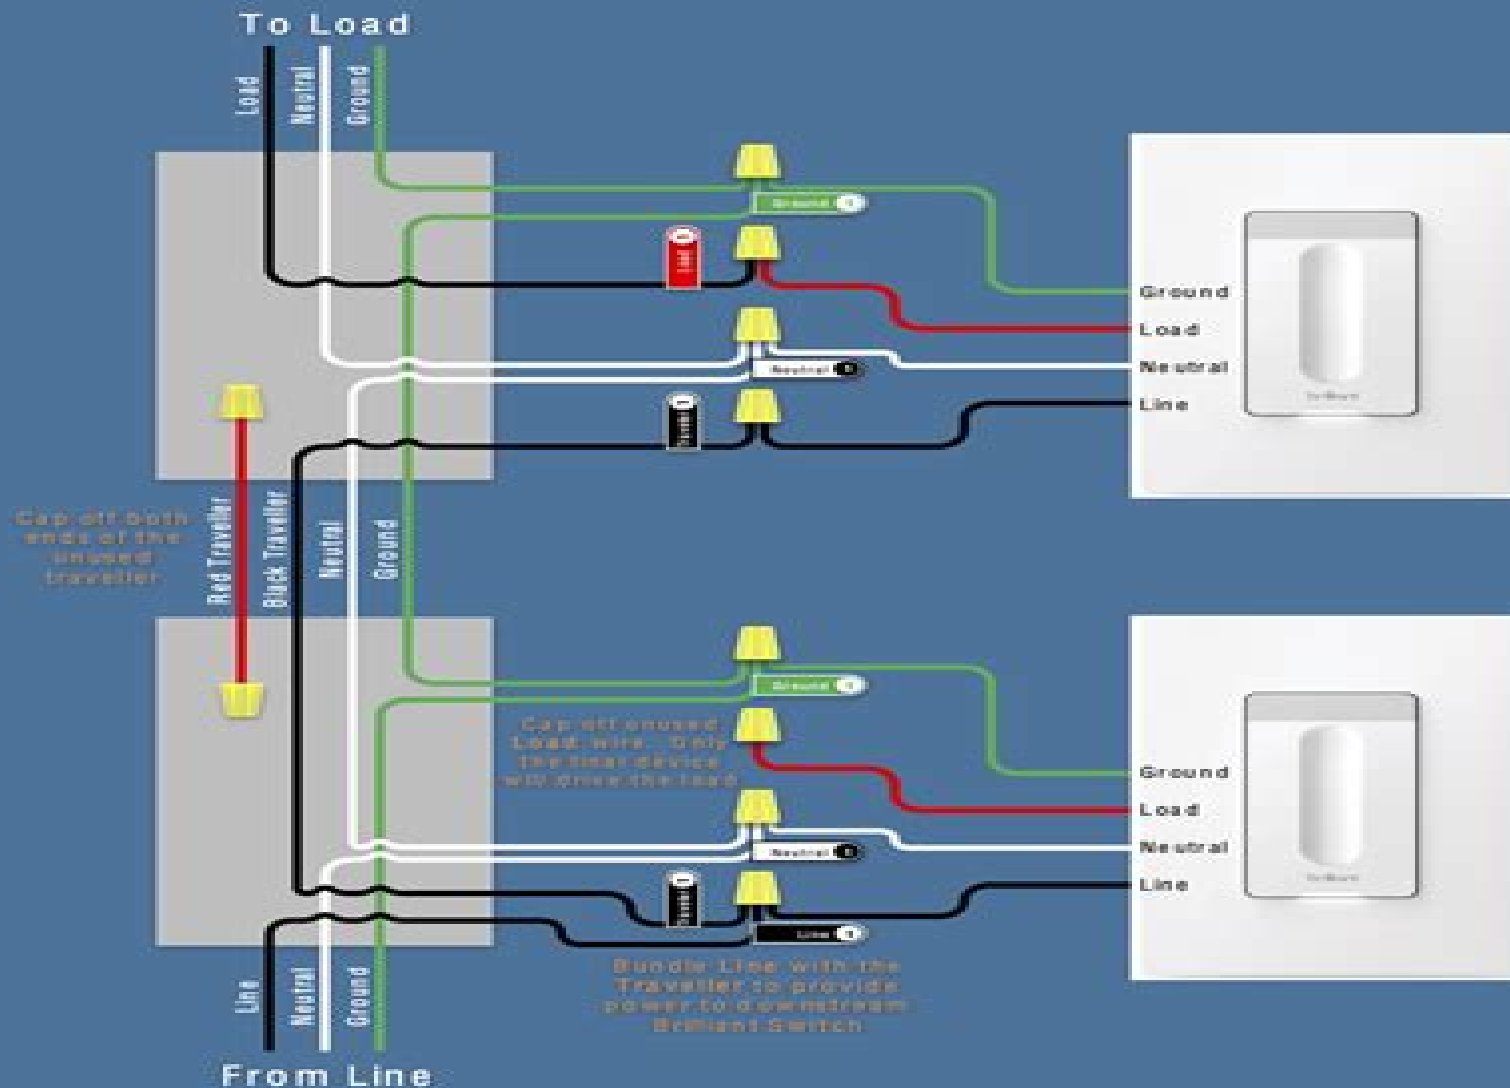 To Load
Load
Neutral
Ground
Ground
Load
Ground
Load
Neutral
Neutral
Line
Cap off both
ends of the
unused
traveller
Red Traveller
Black Traveller
Neutral
Ground
Ground
Cap off unused
Load wire. Only
the final device
will drive the load
Ground
Load
Neutral
Neutral
Line
Line
Bundle Line with the
Traveller to provide
power to downstream
Brilliant Switch
Line
Neutral
Ground
From Line